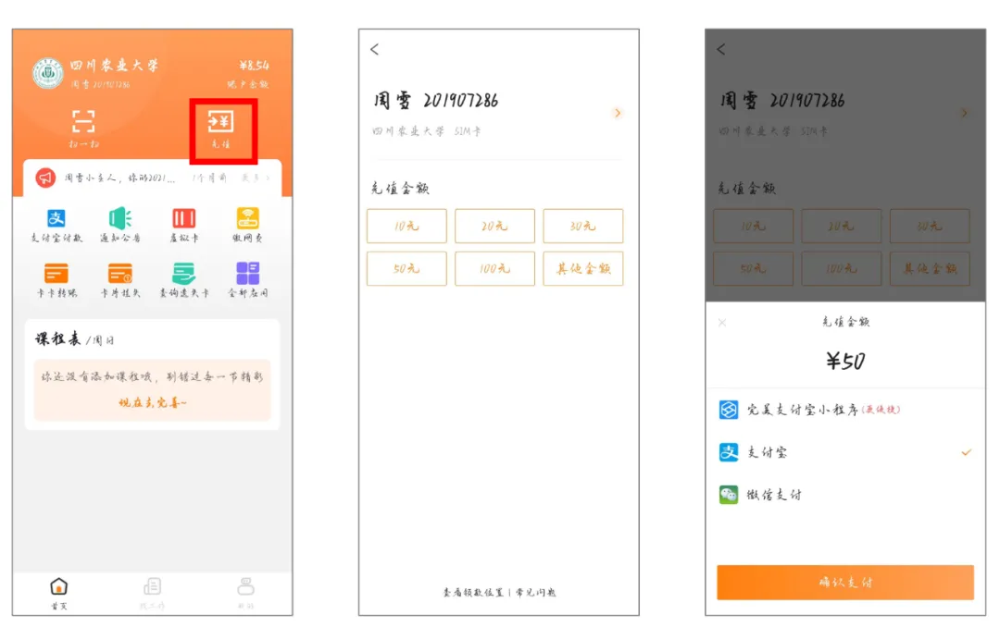 四川农业大学
¥8.54
周雪 201907286
账户余额
扫一扫
充值
周雪小主人,你的2021... 1个月前 更多
支付宝付款
通知公告
虚拟卡
缴网费
卡卡转账
卡片挂失
查询遗失卡
全部应用
课程表/周日
你还没有添加课程哦,别错过每一节精彩
现在去完善~
首页
找工作
新的
周雪 201907286
四川农业大学 SIM卡
充值金额
10元
20元
30元
50元
100元
其他金额
查看领款位置 | 常见问题
周雪 201907286
四川农业大学 SIM卡
充值金额
10元
20元
30元
50元
100元
其他金额
充值金额
¥50
完美支付宝小程序(更快捷)
支付宝
微信支付
确认支付